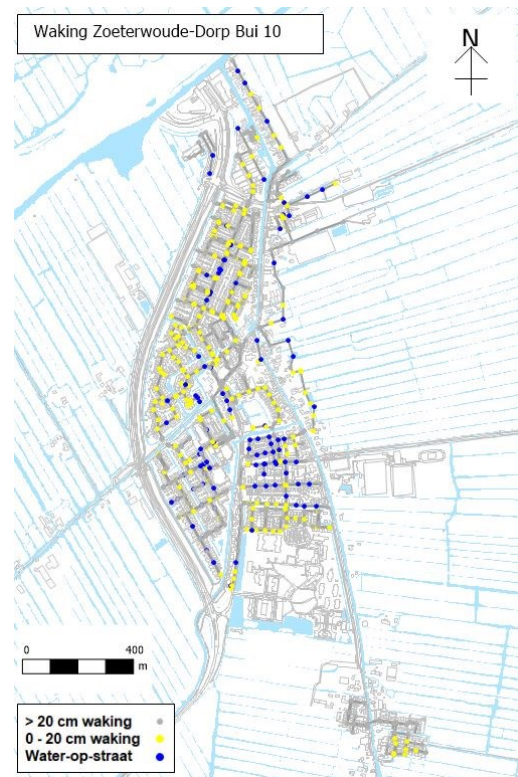 Waking Zoeterwoude-Dorp Bui 10
N
0 400
m
> 20 cm waking
0 - 20 cm waking
Water-op-straat